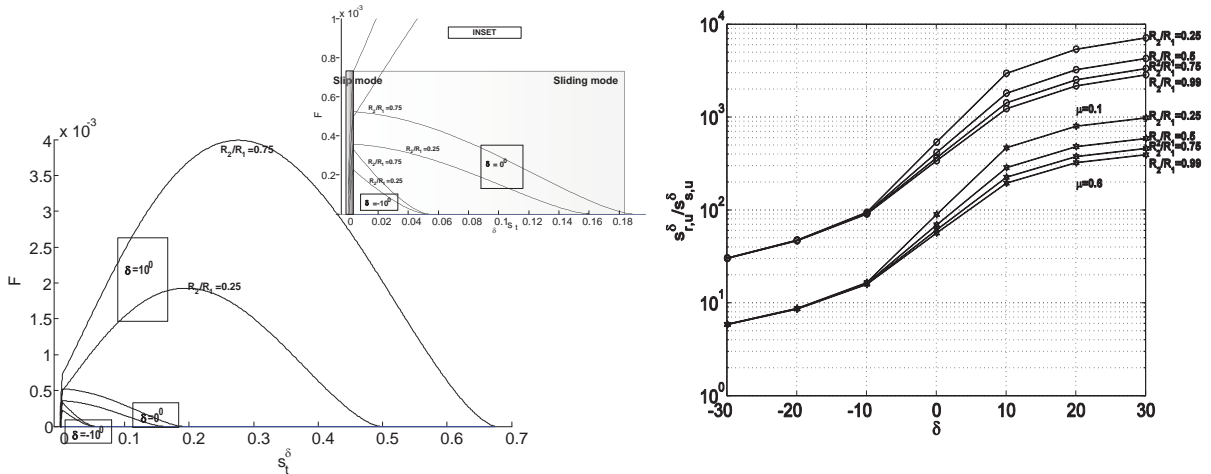 x 10⁻³
1
INSET
0.8
Slip mode
Sliding mode
F
0.6
R₂/R₁=0.75
0.4
R₂/R₁=0.25
R₂/R₁=0.75
δ = 0⁰
0.2
R₂/R₁=0.25
δ =-10⁰
0 0.02 0.04 0.06 0.08 0.10 0.12 0.14 0.16 0.18
s_t^δ
x 10⁻³
4
R₂/R₁=0.75
3.5
3
2.5
F
δ=10⁰
2
R₂/R₁=0.25
1.5
1
0.5
δ=0⁰
δ=-10⁰
0 0.1 0.2 0.3 0.4 0.5 0.6 0.7
s_t^δ
10⁴
R₂/R₁=0.25
R₂/R₁=0.5
R₂/R₁=0.75
R₂/R₁=0.99
10³
μ=0.1
R₂/R₁=0.25
R₂/R₁=0.5
R₂/R₁=0.75
R₂/R₁=0.99
μ=0.6
s_{r,u}^δ/s_{s,u}^δ
10²
10¹
10⁰
-30 -20 -10 0 10 20 30
δ